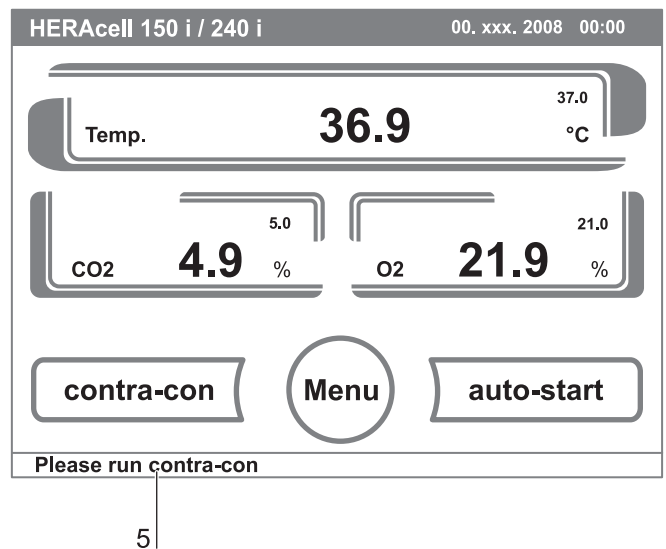 HERAcell 150 i / 240 i 00. xxx. 2008 00:00
37.0
Temp. 36.9 °C
5.0 21.0
CO2 4.9 % O2 21.9 %
contra-con Menu auto-start
Please run contra-con
5